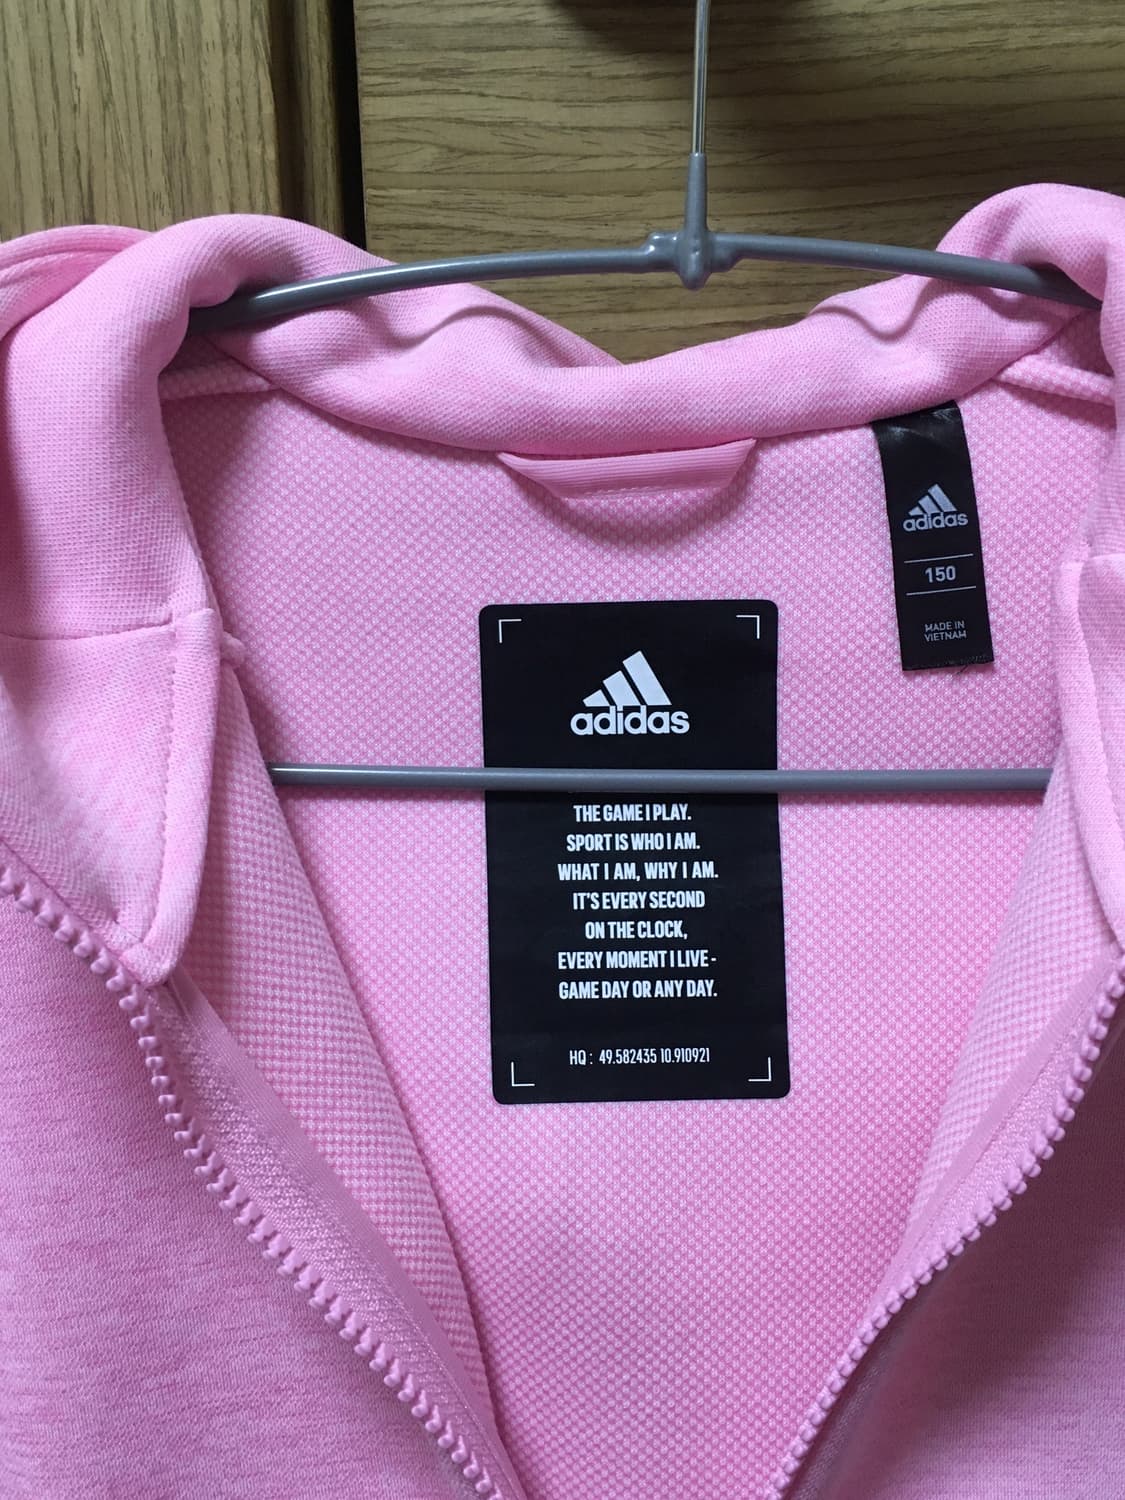 adidas
150
MADE IN
VIETNAM
adidas
THE GAME I PLAY.
SPORT IS WHO I AM.
WHAT I AM, WHY I AM.
IT'S EVERY SECOND
ON THE CLOCK,
EVERY MOMENT I LIVE -
GAME DAY OR ANY DAY.
HQ : 49.582435 10.910921